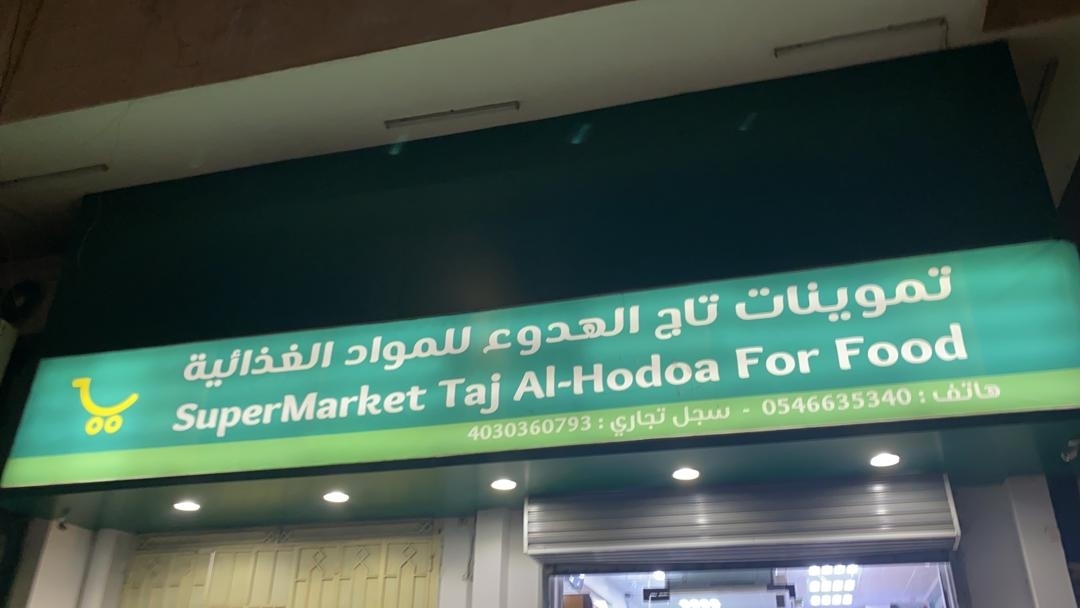 تموينات تاج الهدوء للمواد الغذائية
SuperMarket Taj Al-Hodoa For Food
هاتف : 0546635340 - سجل تجاري : 4030360793